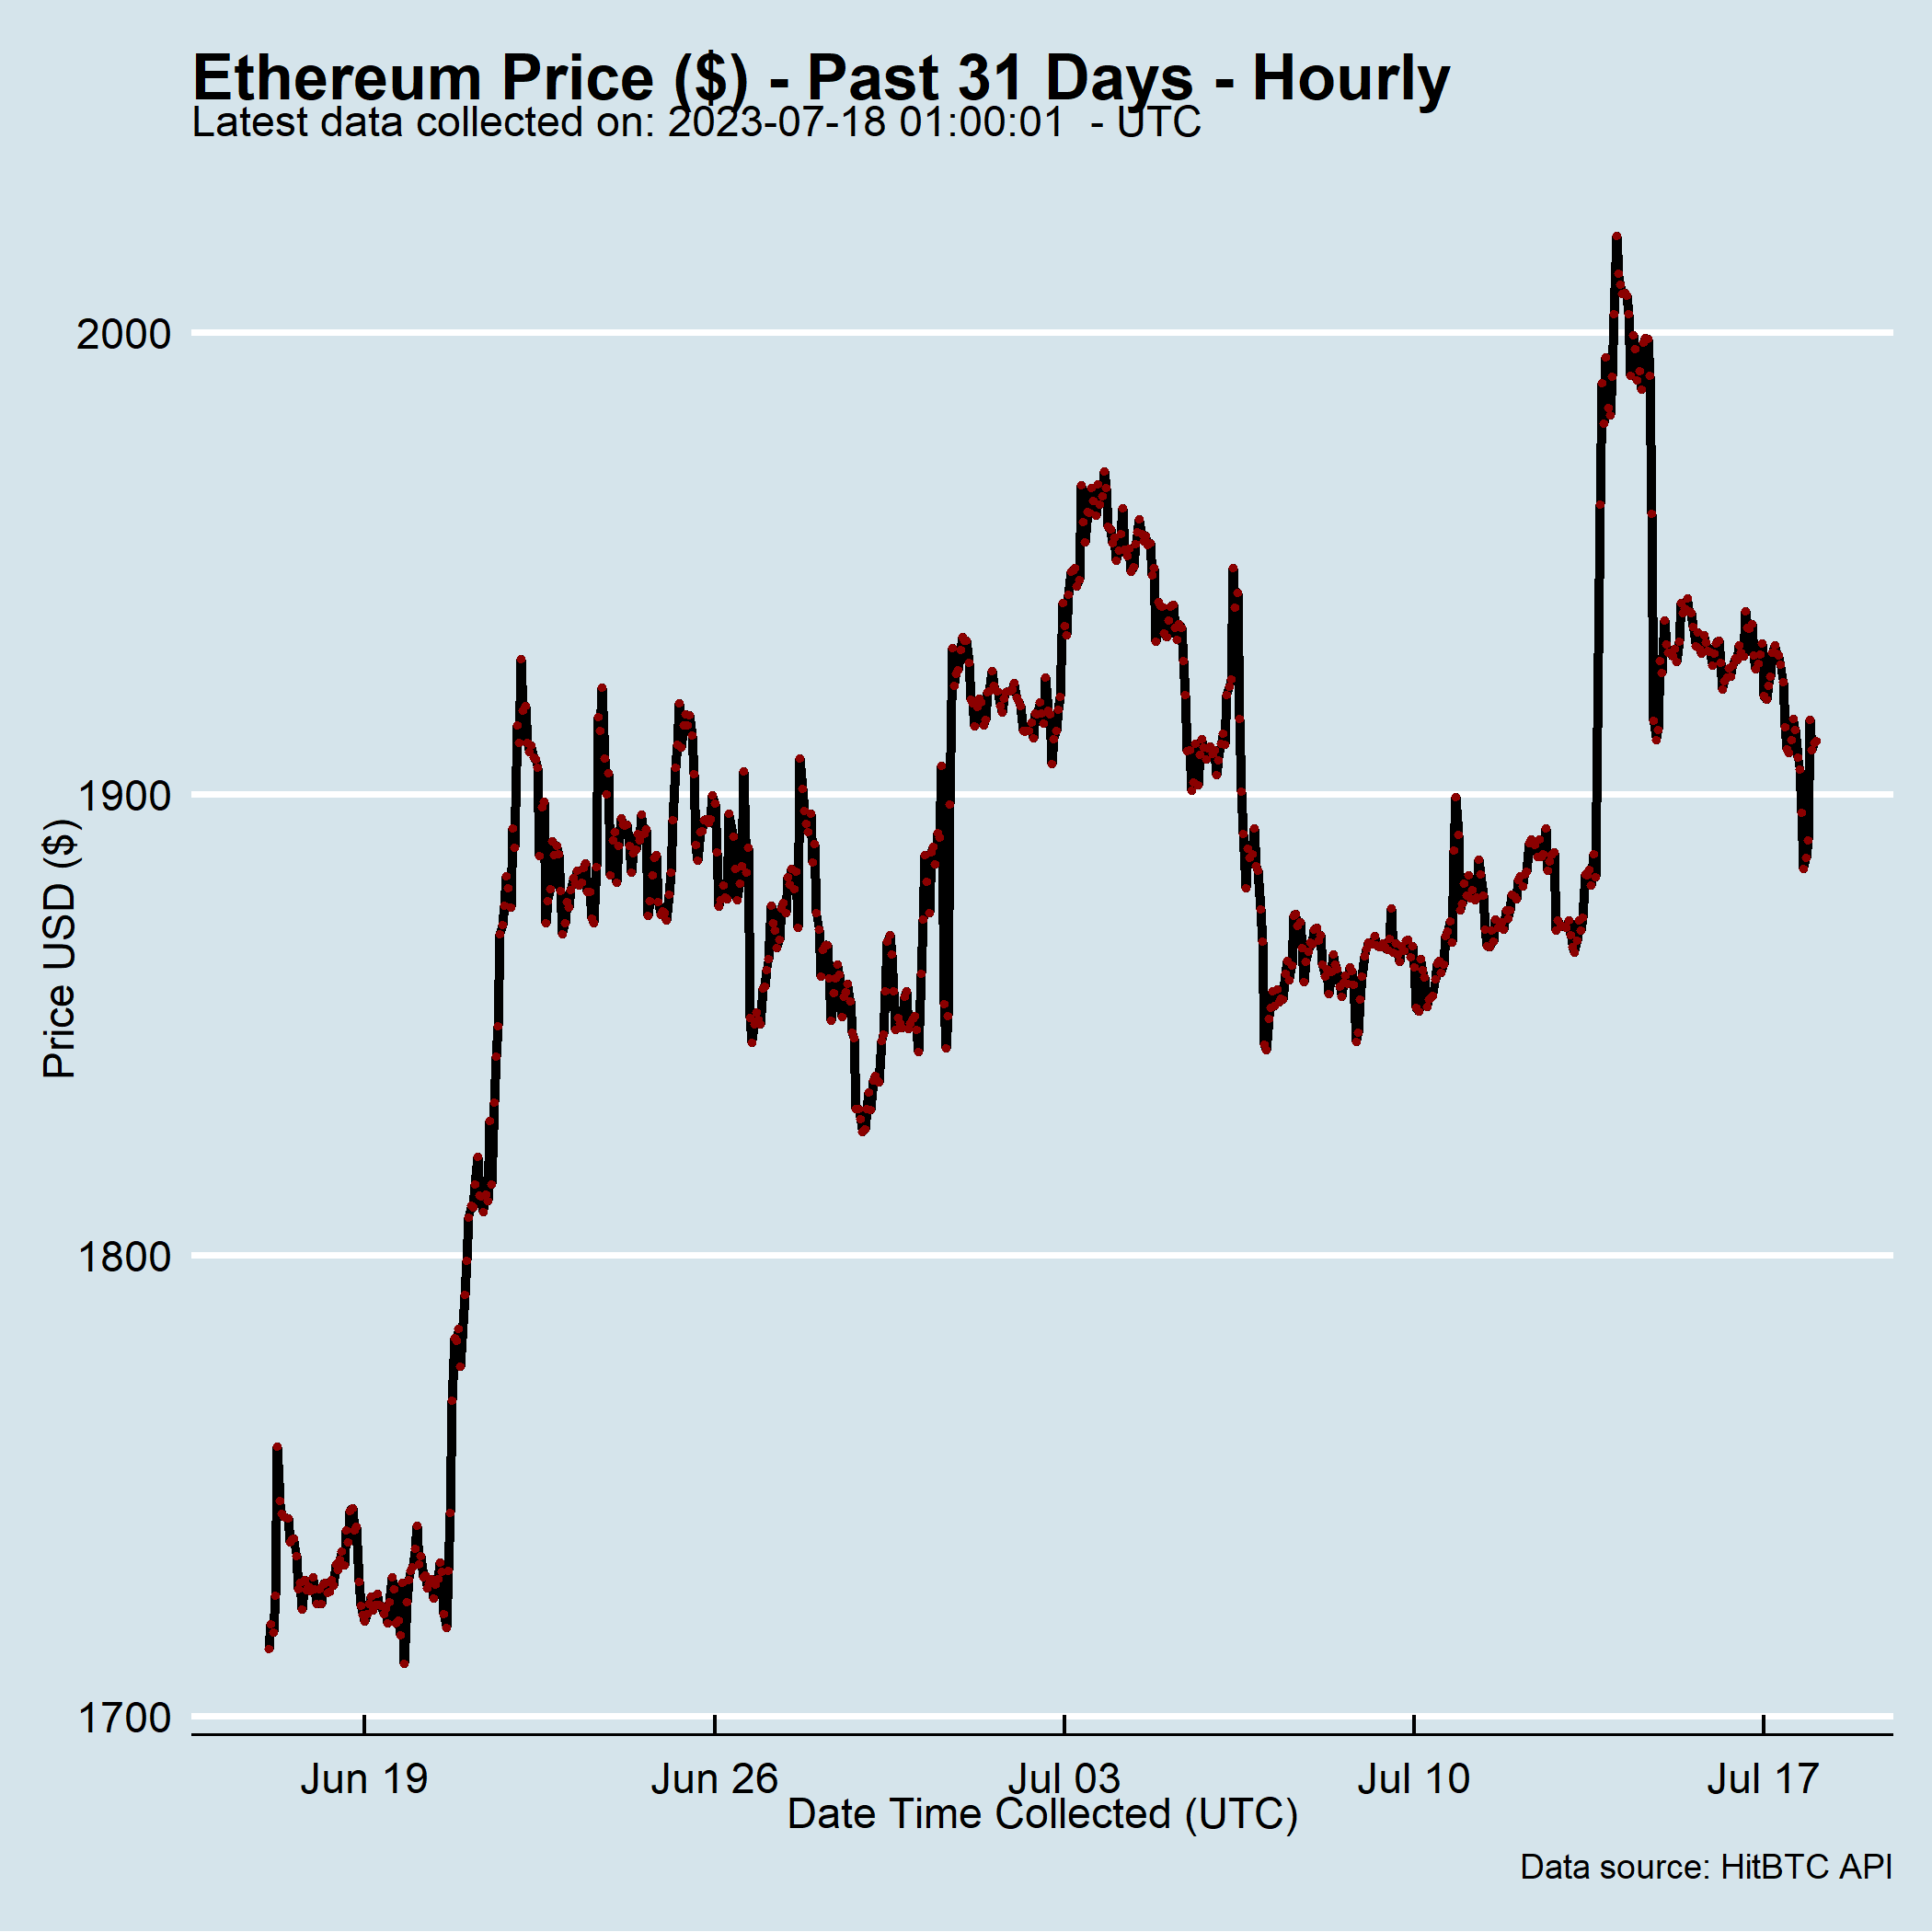 Ethereum Price ($) - Past 31 Days - Hourly
Latest data collected on: 2023-07-18 01:00:01  - UTC
2000
1900
1800
1700
Price USD ($)
Jun 19
Jun 26
Jul 03
Jul 10
Jul 17
Date Time Collected (UTC)
Data source: HitBTC API